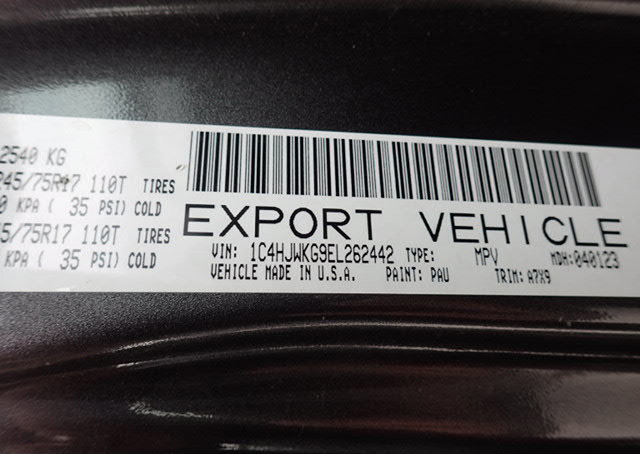 2540 KG
245/75R17 110T TIRES
0 KPA ( 35 PSI) COLD
5/75R17 110T TIRES
KPA ( 35 PSI) COLD
EXPORT VEHICLE
VIN: 1C4HJWKG9EL262442 TYPE: MPV MDH:040123
VEHICLE MADE IN U.S.A. PAINT: PAU TRIM: A7X9